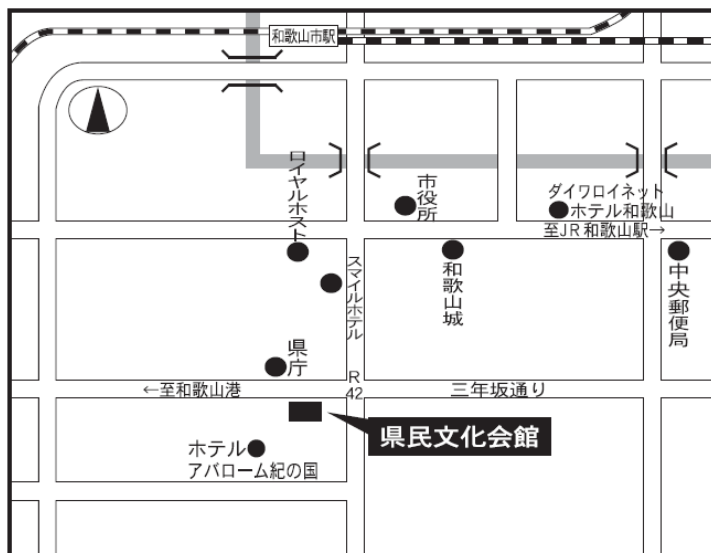 和歌山市駅
ロイヤルホスト
市役所
ダイワロイネット
ホテル和歌山
至JR和歌山駅→
スマイルホテル
和歌山城
中央郵便局
県庁
R
42
←至和歌山港
三年坂通り
県民文化会館
ホテル
アバローム紀の国